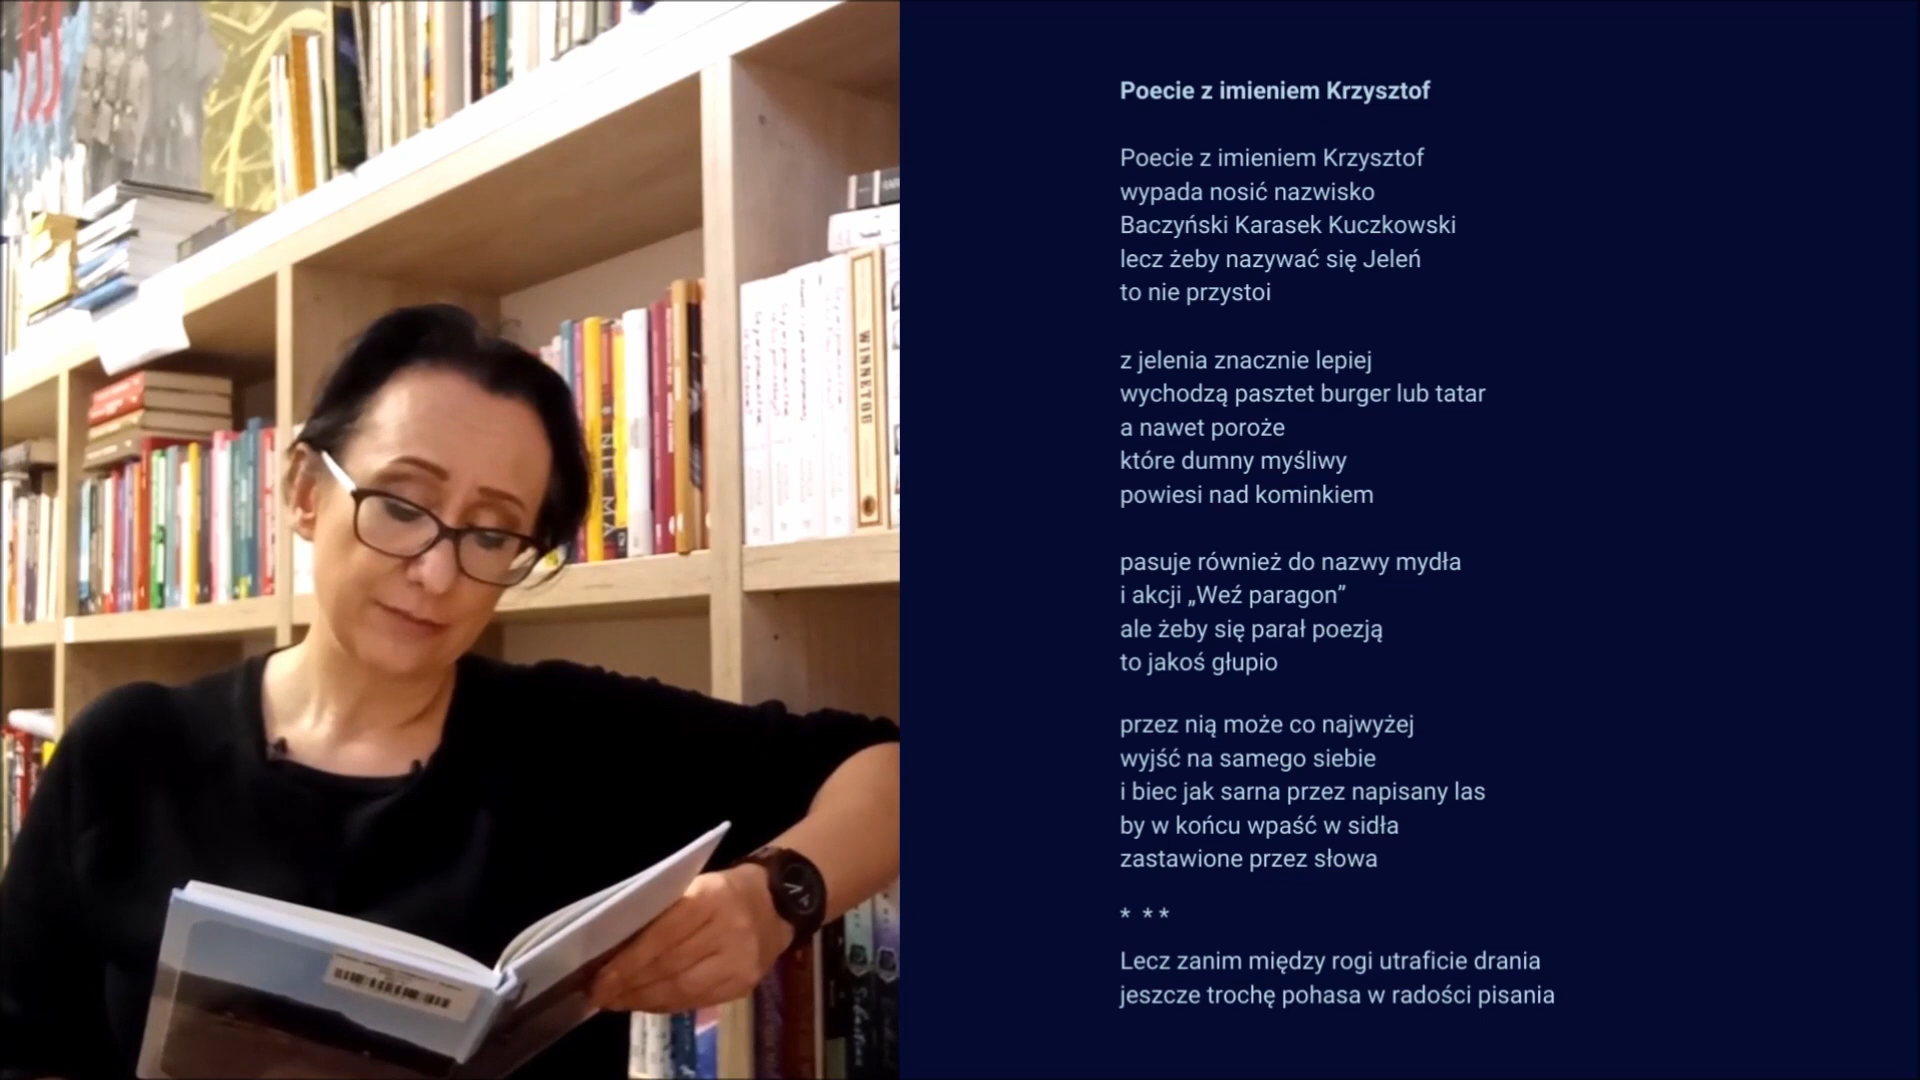 WINNETOU
NIE MA
Poecie z imieniem Krzysztof
Poecie z imieniem Krzysztof
wypada nosić nazwisko
Baczyński Karasek Kuczkowski
lecz żeby nazywać się Jeleń
to nie przystoi
z jelenia znacznie lepiej
wychodzą pasztet burger lub tatar
a nawet poroże
które dumny myśliwy
powiesi nad kominkiem
pasuje również do nazwy mydła
i akcji „Weź paragon”
ale żeby się parał poezją
to jakoś głupio
przez nią może co najwyżej
wyjść na samego siebie
i biec jak sarna przez napisany las
by w końcu wpaść w sidła
zastawione przez słowa
* * *
Lecz zanim między rogi utraficie drania
jeszcze trochę pohasa w radości pisania